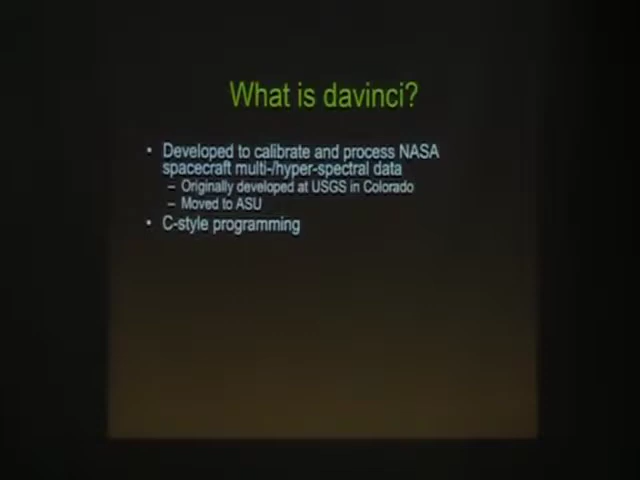 What is davinci?
• Developed to calibrate and process NASA
spacecraft multi-/hyper-spectral data
– Originally developed at USGS in Colorado
– Moved to ASU
• C-style programming